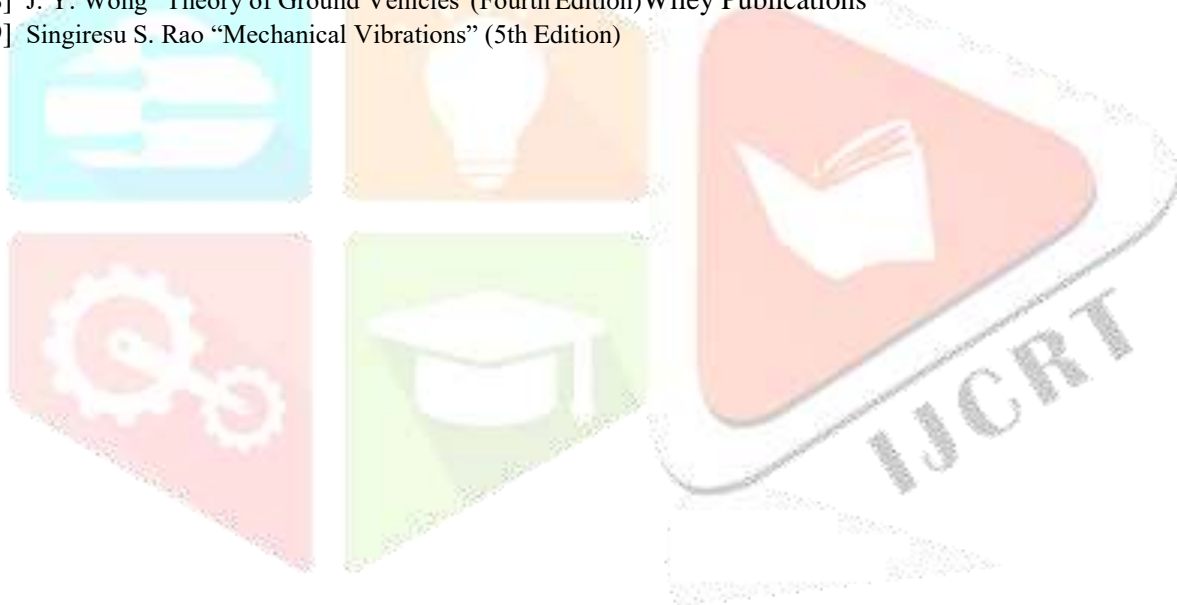 ] J. Y. Wong “Theory of Ground Vehicles”(Fourth Edition)Wiley Publications
] Singiresu S. Rao “Mechanical Vibrations” (5th Edition)
IJCRT